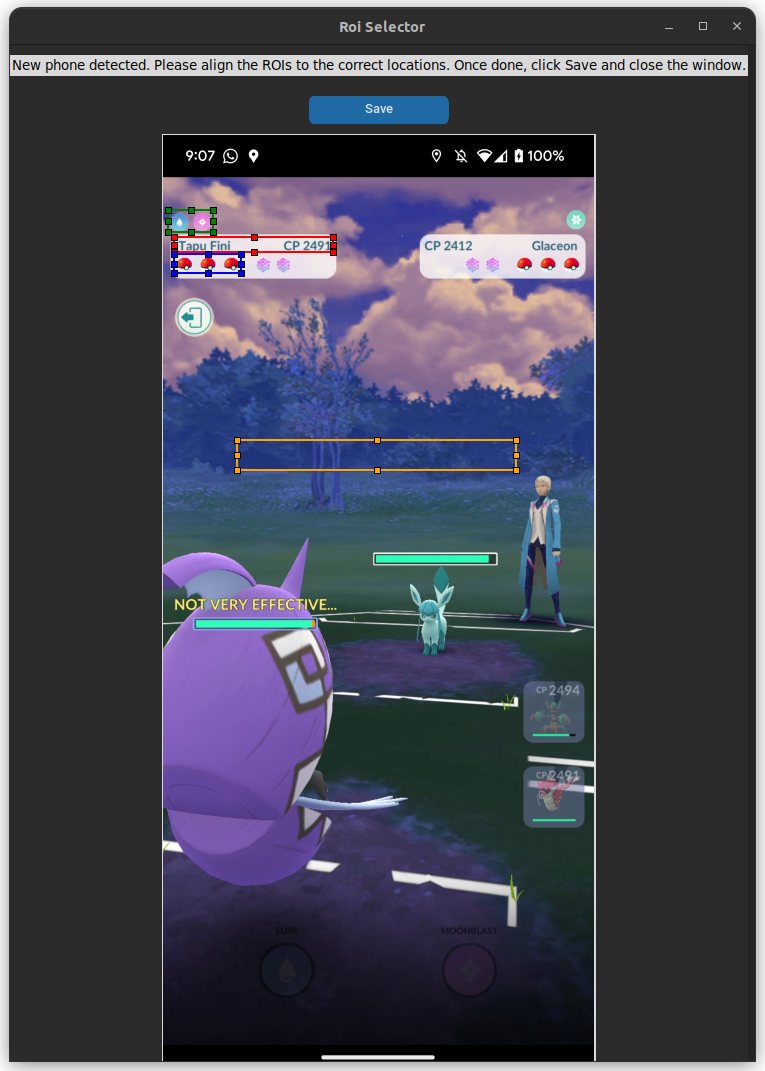 Roi Selector
New phone detected. Please align the ROIs to the correct locations. Once done, click Save and close the window.
Save
9:07 100%
Tapu Fini CP 2491 CP 2412 Glaceon
NOT VERY EFFECTIVE...
CP 2494
CP 2491
SURF MOONBLAST